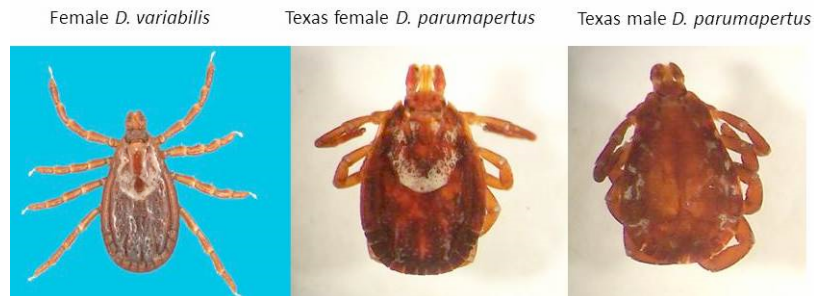 Female D. variabilis
Texas female D. parumapertus
Texas male D. parumapertus